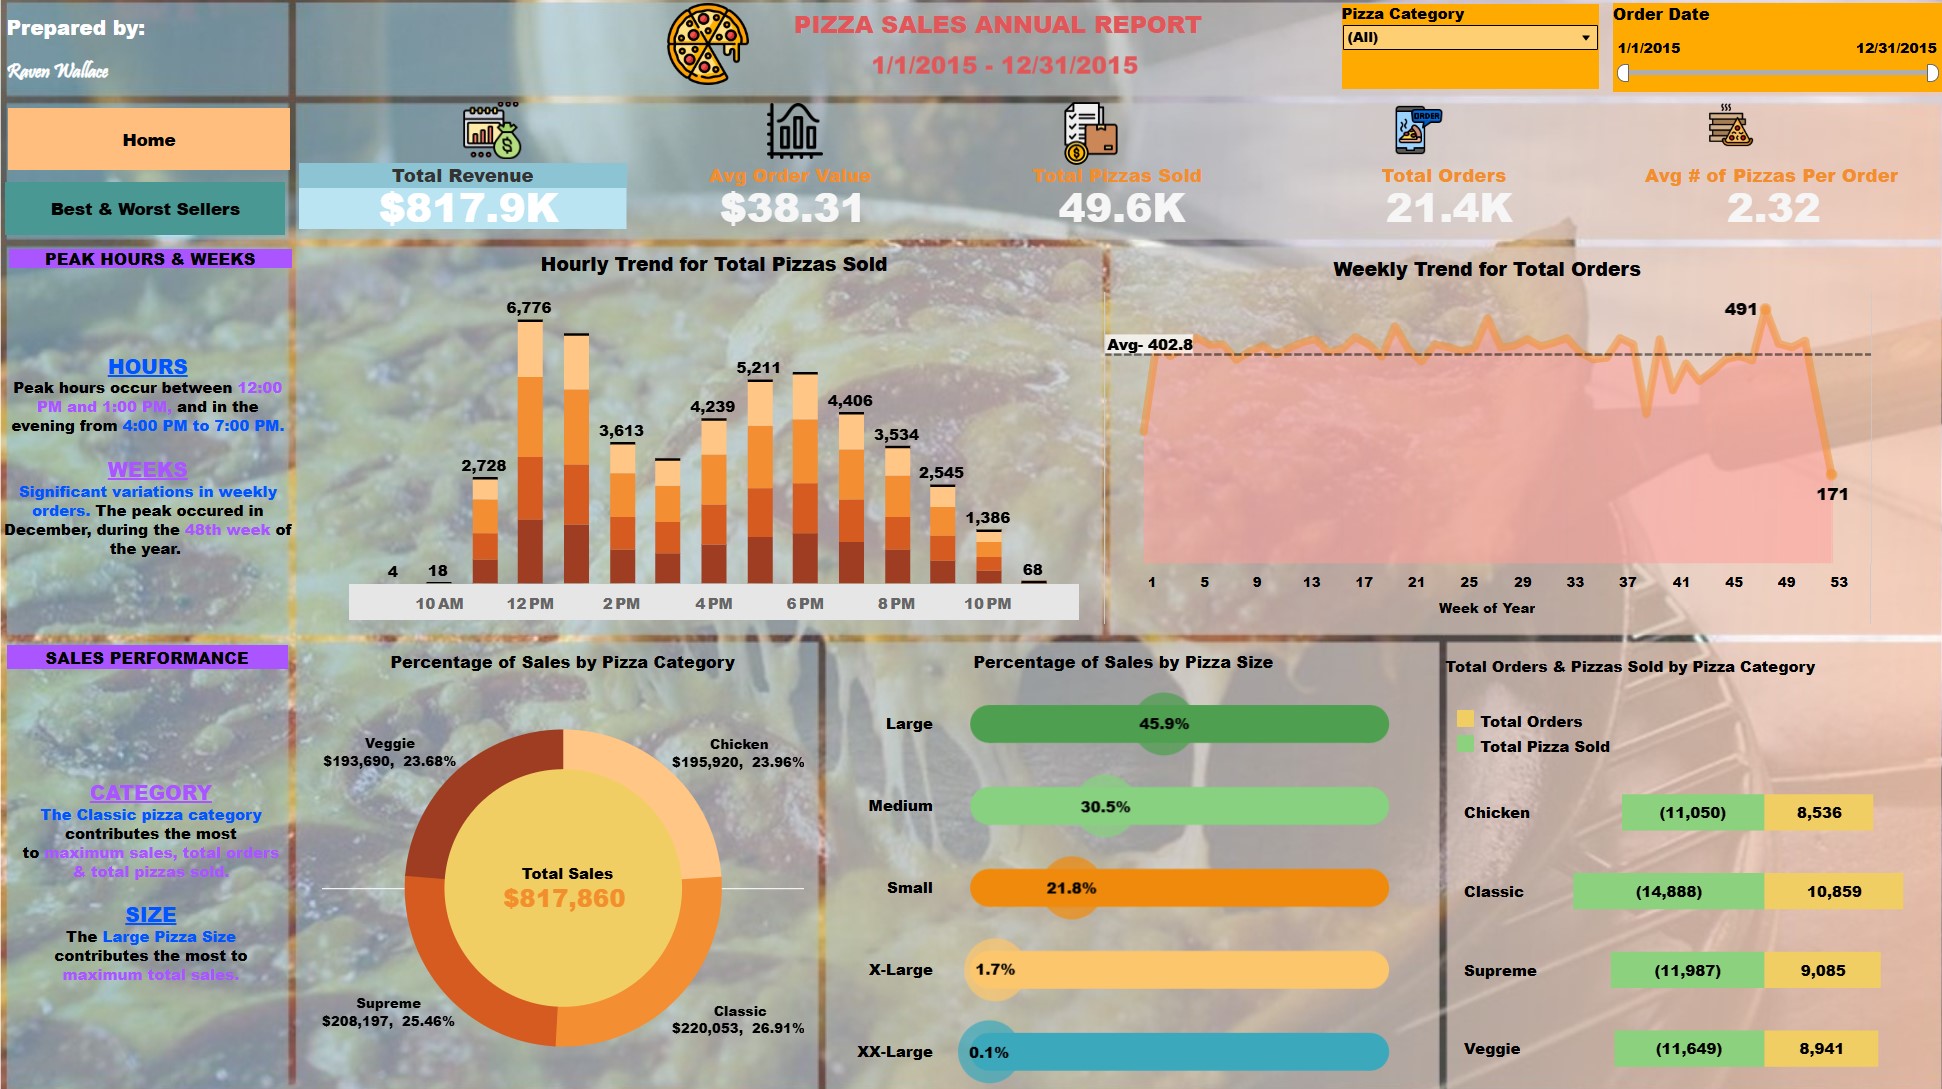 Prepared by:
Raven Wallace
PIZZA SALES ANNUAL REPORT
1/1/2015 - 12/31/2015
Pizza Category
(All)
Order Date
1/1/2015 12/31/2015
Home
Best & Worst Sellers
Total Revenue
$817.9K
Avg Order Value
$38.31
Total Pizzas Sold
49.6K
ORDER
Total Orders
21.4K
Avg # of Pizzas Per Order
2.32
PEAK HOURS & WEEKS
HOURS
Peak hours occur between 12:00
PM and 1:00 PM, and in the
evening from 4:00 PM to 7:00 PM.
WEEKS
Significant variations in weekly
orders. The peak occured in
December, during the 48th week of
the year.
Hourly Trend for Total Pizzas Sold
4 18 2,728 6,776 3,613 4,239 5,211 4,406 3,534 2,545 1,386 68
10 AM 12 PM 2 PM 4 PM 6 PM 8 PM 10 PM
Weekly Trend for Total Orders
491
Avg- 402.8
171
1 5 9 13 17 21 25 29 33 37 41 45 49 53
Week of Year
SALES PERFORMANCE
CATEGORY
The Classic pizza category
contributes the most
to maximum sales, total orders
& total pizzas sold.
SIZE
The Large Pizza Size
contributes the most to
maximum total sales.
Percentage of Sales by Pizza Category
Veggie
$193,690, 23.68%
Chicken
$195,920, 23.96%
Total Sales
$817,860
Supreme
$208,197, 25.46%
Classic
$220,053, 26.91%
Percentage of Sales by Pizza Size
Large 45.9%
Medium 30.5%
Small 21.8%
X-Large 1.7%
XX-Large 0.1%
Total Orders & Pizzas Sold by Pizza Category
Total Orders
Total Pizza Sold
Chicken (11,050) 8,536
Classic (14,888) 10,859
Supreme (11,987) 9,085
Veggie (11,649) 8,941